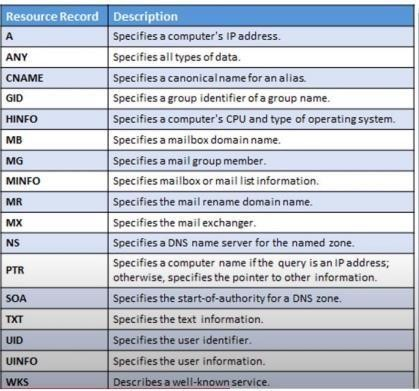 Resource Record Description
A Specifies a computer's IP address.
ANY Specifies all types of data.
CNAME Specifies a canonical name for an alias.
GID Specifies a group identifier of a group name.
HINFO Specifies a computer's CPU and type of operating system.
MB Specifies a mailbox domain name.
MG Specifies a mail group member.
MINFO Specifies mailbox or mail list information.
MR Specifies the mail rename domain name.
MX Specifies the mail exchanger.
NS Specifies a DNS name server for the named zone.
PTR Specifies a computer name if the query is an IP address;
otherwise, specifies the pointer to other information.
SOA Specifies the start-of-authority for a DNS zone.
TXT Specifies the text information.
UID Specifies the user identifier.
UINFO Specifies the user information.
WKS Describes a well-known service.